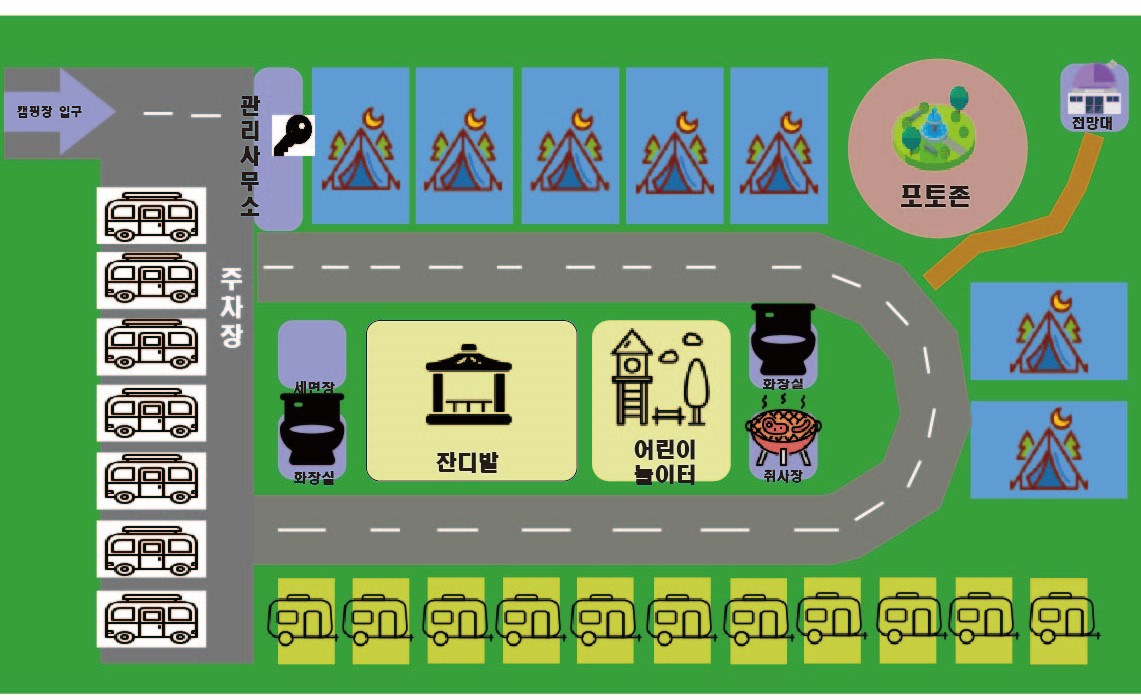 캠핑장 입구
관리사무소
포토존
전망대
주차장
세면장
화장실
잔디밭
어린이
놀이터
화장실
취사장